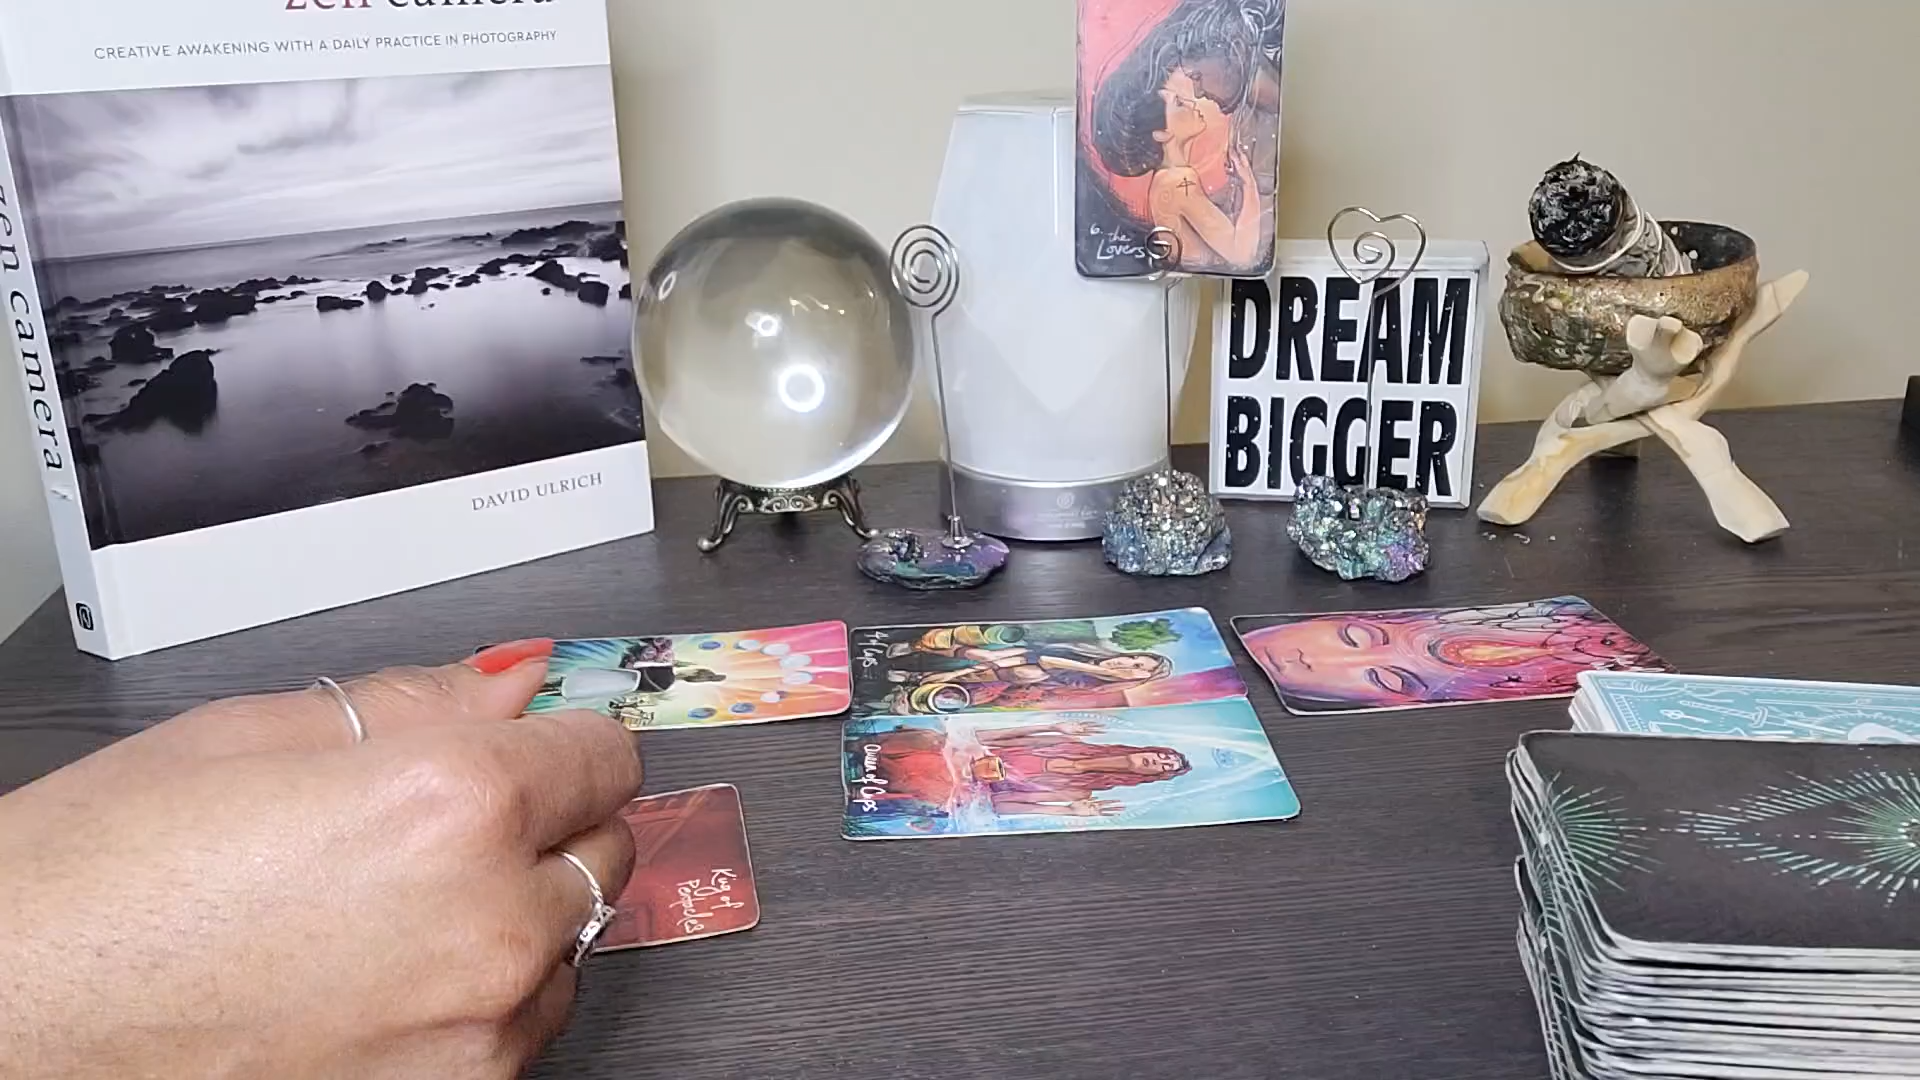 zen camera
CREATIVE AWAKENING WITH A DAILY PRACTICE IN PHOTOGRAPHY
DAVID ULRICH
zen camera
6. the
Lovers
DREAM
BIGGER
4 of Cups
Queen of Cups
King of
Pentacles